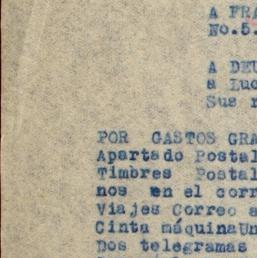 A FRA
No.5.
A DEU
a Luc
Sus r
POR GASTOS GRA
Apartado Postal
Timbres Postal
nos en el corr
Viajes Correo a
Cinta máquinaUn
Dos telegramas